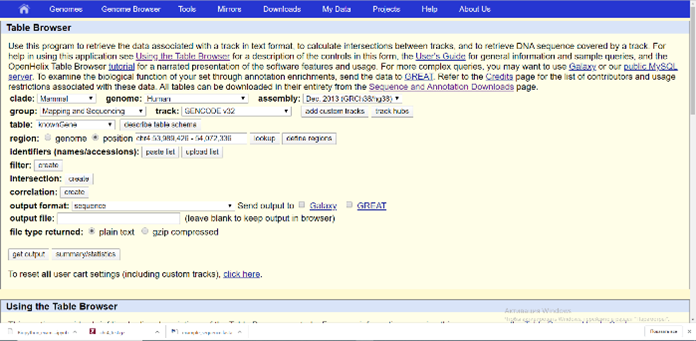 Genomes Genome Browser Tools Mirrors Downloads My Data Projects Help About Us
Table Browser
Use this program to retrieve the data associated with a track in text format, to calculate intersections between tracks, and to retrieve DNA sequence covered by a track. For
help in using this application see Using the Table Browser for a description of the controls in this form, the User's Guide for general information and sample queries, and the
OpenHelix Table Browser tutorial for a narrated presentation of the software features and usage. For more complex queries, you may want to use Galaxy or our public MySQL
server. To examine the biological function of your set through annotation enrichments, send the data to GREAT. Refer to the Credits page for the list of contributors and usage
restrictions associated with these data. All tables can be downloaded in their entirety from the Sequence and Annotation Downloads page.
clade: Mammal genome: Human assembly: Dec. 2013 (GRCh38/hg38)
group: Mapping and Sequencing track: GENCODE v32 add custom tracks track hubs
table: knownGene describe table schema
region: genome position chr4:53,989,426 - 54,072,336 lookup define regions
identifiers (names/accessions): paste list upload list
filter: create
intersection: create
correlation: create
output format: sequence Send output to Galaxy GREAT
output file: (leave blank to keep output in browser)
file type returned: plain text gzip compressed
get output summary/statistics
To reset all user cart settings (including custom tracks), click here.
Using the Table Browser